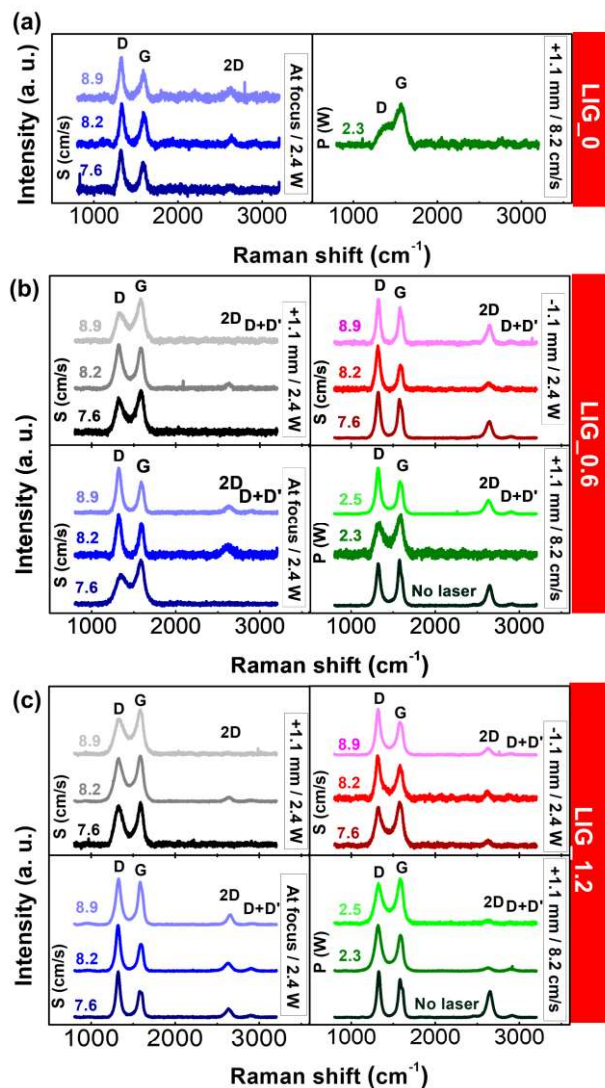 (a)
D
G
2D
8.9
8.2
7.6
S (cm/s)
At focus / 2.4 W
D
G
2.3
P (W)
+1.1 mm / 8.2 cm/s
LIG_0
Intensity (a. u.)
1000 2000 3000 1000 2000 3000
Raman shift (cm-1)
(b)
D
G
2D D+D'
8.9
8.2
7.6
S (cm/s)
+1.1 mm / 2.4 W
D
G
2D D+D'
8.9
8.2
7.6
S (cm/s)
-1.1 mm / 2.4 W
D
G
2D D+D'
8.9
8.2
7.6
S (cm/s)
At focus / 2.4 W
D
G
2D D+D'
2.5
2.3
No laser
P (W)
+1.1 mm / 8.2 cm/s
LIG_0.6
Intensity (a. u.)
1000 2000 3000 1000 2000 3000
Raman shift (cm-1)
(c)
D
G
2D
8.9
8.2
7.6
S (cm/s)
+1.1 mm / 2.4 W
D
G
2D D+D'
8.9
8.2
7.6
S (cm/s)
-1.1 mm / 2.4 W
D
G
2D D+D'
8.9
8.2
7.6
S (cm/s)
At focus / 2.4 W
D
G
2D D+D'
2.5
2.3
No laser
P (W)
+1.1 mm / 8.2 cm/s
LIG_1.2
Intensity (a. u.)
1000 2000 3000 1000 2000 3000
Raman shift (cm-1)